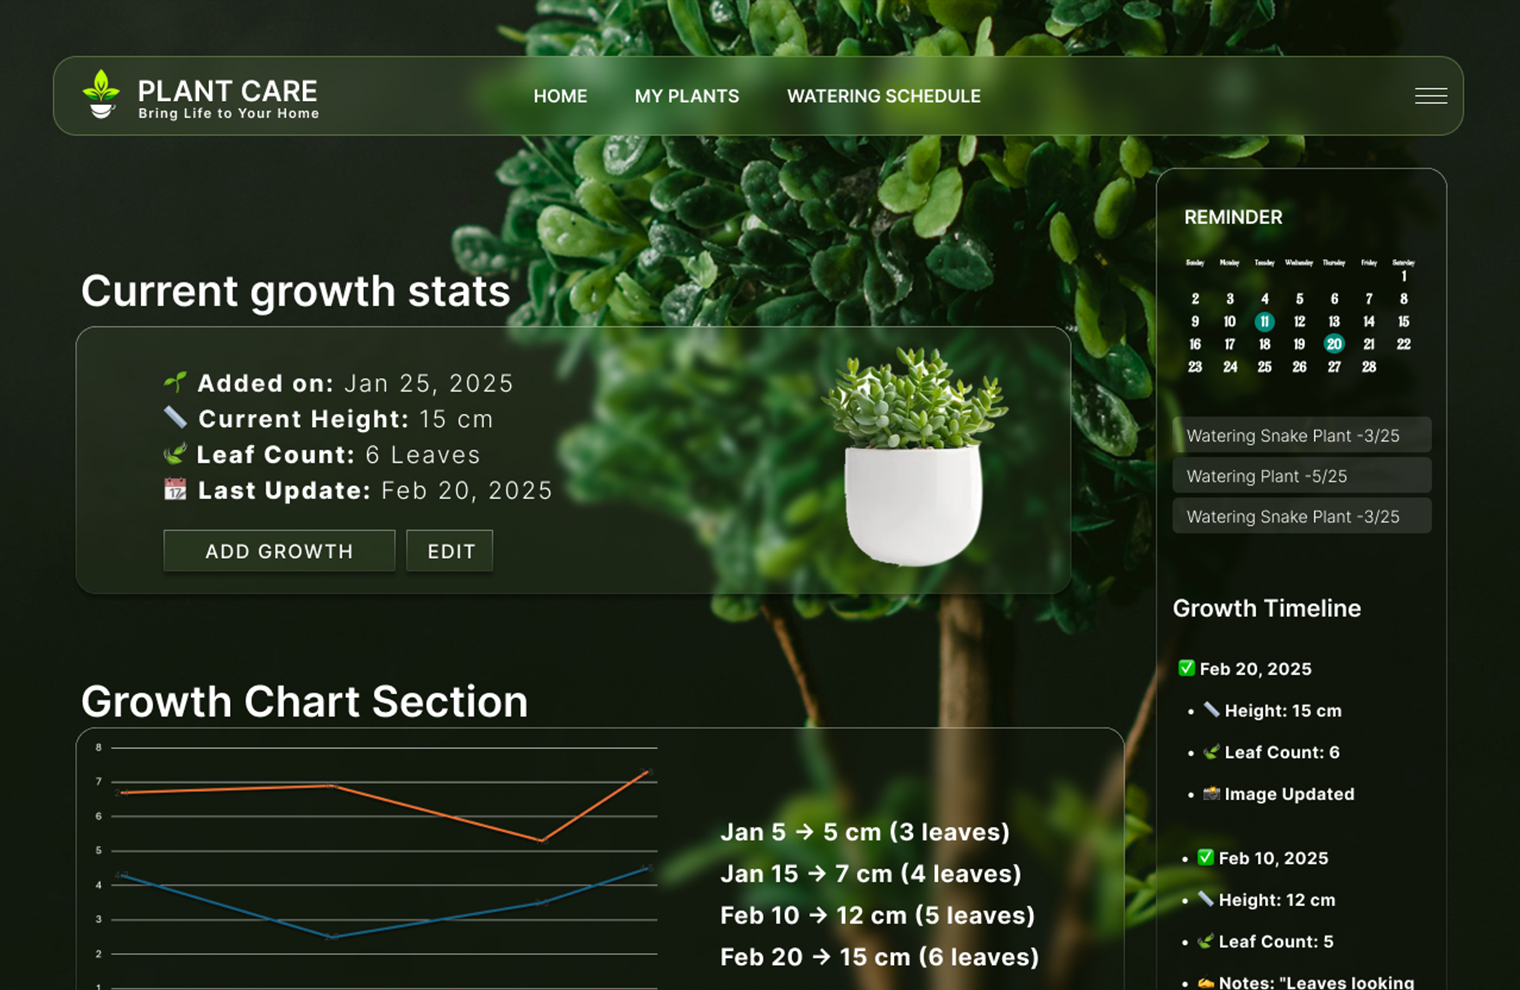 PLANT CARE
Bring Life to Your Home
HOME
MY PLANTS
WATERING SCHEDULE
Current growth stats
Added on: Jan 25, 2025
Current Height: 15 cm
Leaf Count: 6 Leaves
Last Update: Feb 20, 2025
ADD GROWTH
EDIT
Growth Chart Section
8
7
6
5
4
3
2
1
Jan 5 → 5 cm (3 leaves)
Jan 15 → 7 cm (4 leaves)
Feb 10 → 12 cm (5 leaves)
Feb 20 → 15 cm (6 leaves)
REMINDER
Sunday Monday Tuesday Wednesday Thursday Friday Saturday
1
2 3 4 5 6 7 8
9 10 11 12 13 14 15
16 17 18 19 20 21 22
23 24 25 26 27 28
Watering Snake Plant -3/25
Watering Plant -5/25
Watering Snake Plant -3/25
Growth Timeline
✅ Feb 20, 2025
• Height: 15 cm
• Leaf Count: 6
• Image Updated
• ✅ Feb 10, 2025
• Height: 12 cm
• Leaf Count: 5
• Notes: "Leaves looking